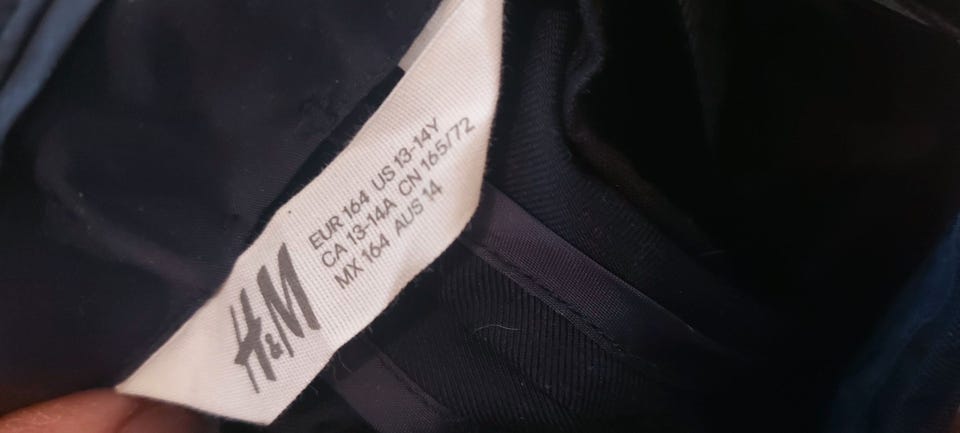 H&M
EUR 164 US 13-14Y
CA 13-14A CN 165/72
MX 164 AUS 14